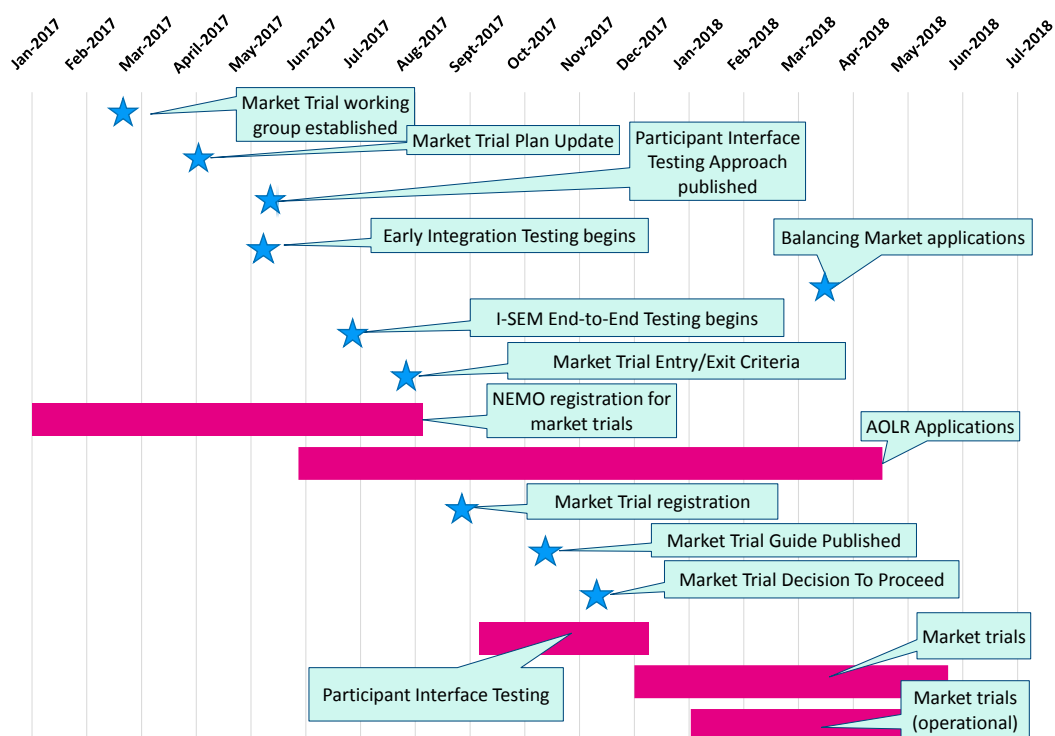 Jan-2017
Feb-2017
Mar-2017
April-2017
May-2017
Jun-2017
Jul-2017
Aug-2017
Sept-2017
Oct-2017
Nov-2017
Dec-2017
Jan-2018
Feb-2018
Mar-2018
Apr-2018
May-2018
Jun-2018
Jul-2018
Market Trial working
group established
Market Trial Plan Update
Participant Interface
Testing Approach
published
Early Integration Testing begins
Balancing Market applications
I-SEM End-to-End Testing begins
Market Trial Entry/Exit Criteria
NEMO registration for
market trials
AOLR Applications
Market Trial registration
Market Trial Guide Published
Market Trial Decision To Proceed
Market trials
Participant Interface Testing
Market trials
(operational)